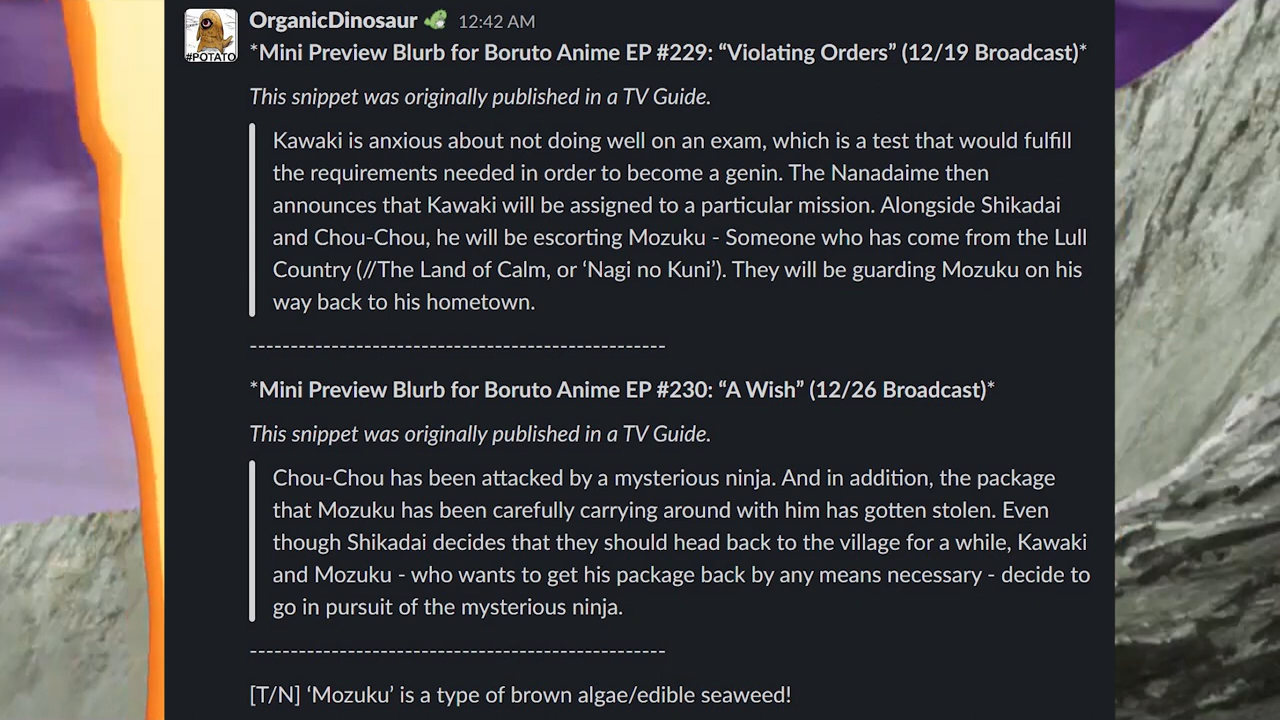 OrganicDinosaur 12:42 AM
#POTATO
*Mini Preview Blurb for Boruto Anime EP #229: “Violating Orders” (12/19 Broadcast)*
This snippet was originally published in a TV Guide.
Kawaki is anxious about not doing well on an exam, which is a test that would fulfill
the requirements needed in order to become a genin. The Nanadaime then
announces that Kawaki will be assigned to a particular mission. Alongside Shikadai
and Chou-Chou, he will be escorting Mozuku - Someone who has come from the Lull
Country (//The Land of Calm, or ‘Nagi no Kuni’). They will be guarding Mozuku on his
way back to his hometown.
---------------------------------------------------
*Mini Preview Blurb for Boruto Anime EP #230: “A Wish” (12/26 Broadcast)*
This snippet was originally published in a TV Guide.
Chou-Chou has been attacked by a mysterious ninja. And in addition, the package
that Mozuku has been carefully carrying around with him has gotten stolen. Even
though Shikadai decides that they should head back to the village for a while, Kawaki
and Mozuku - who wants to get his package back by any means necessary - decide to
go in pursuit of the mysterious ninja.
---------------------------------------------------
[T/N] ‘Mozuku’ is a type of brown algae/edible seaweed!